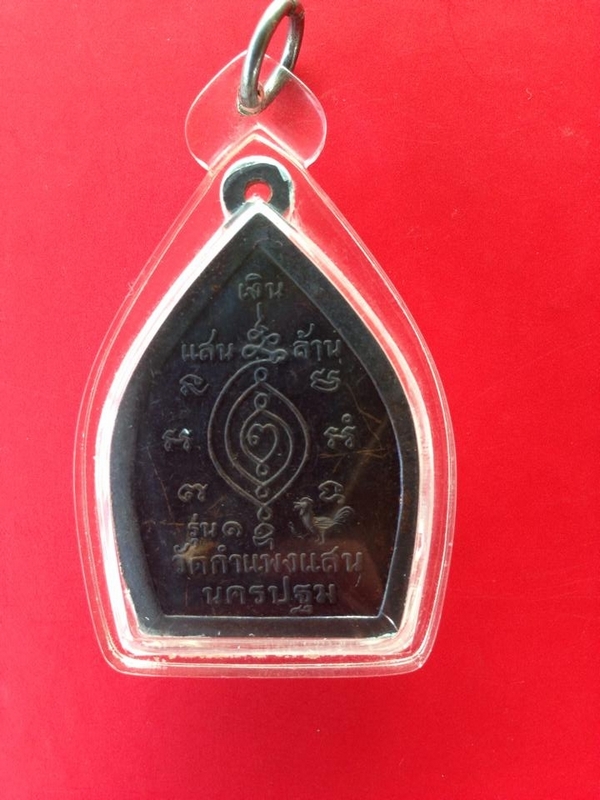 เงิน
แสน ล้าน
รุ่น ๑
วัดกำแพงแสน
นครปฐม